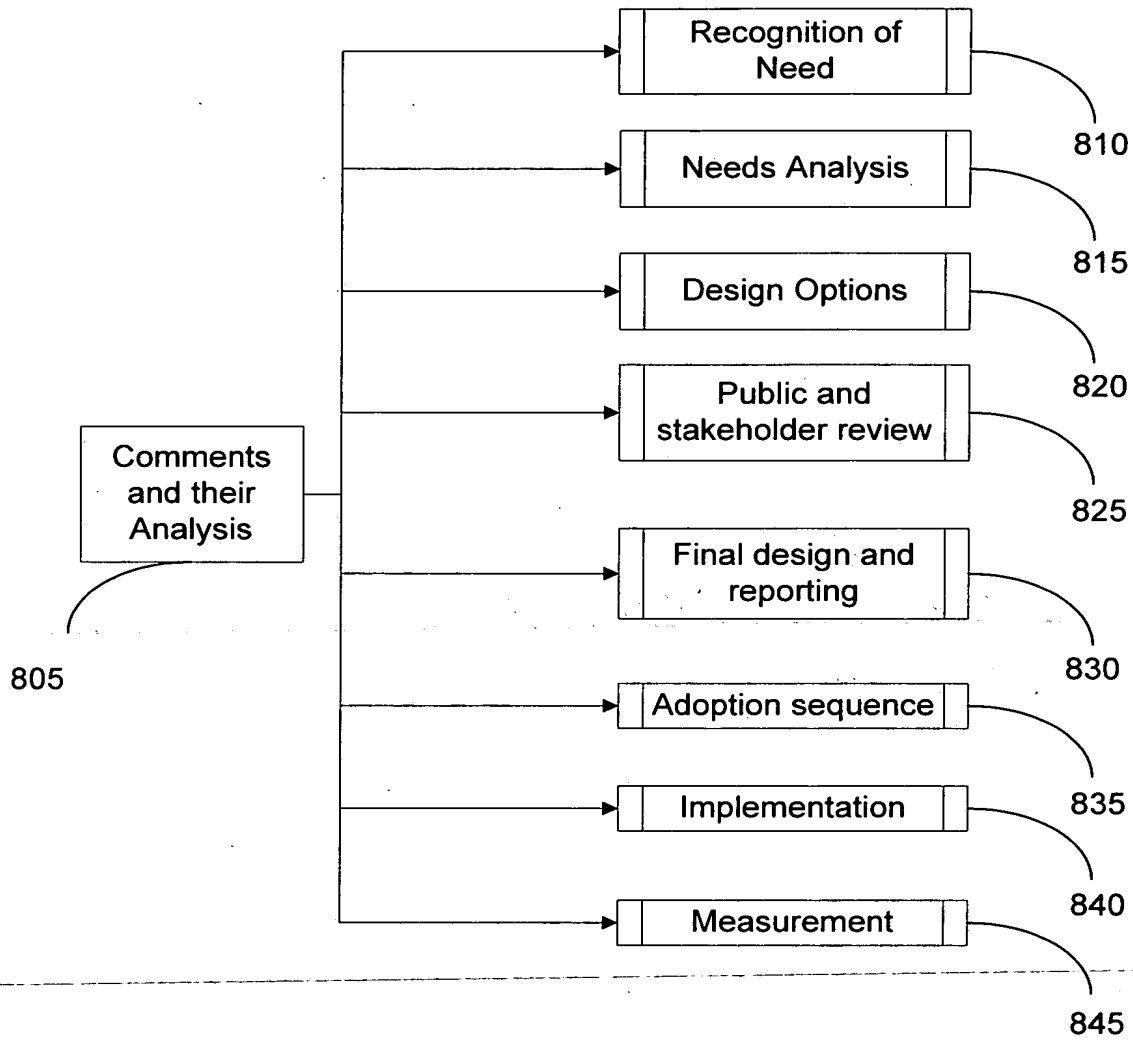 Recognition of
Need
810
Needs Analysis
815
Design Options
820
Public and
stakeholder review
825
Comments
and their
Analysis
805
Final design and
reporting
830
Adoption sequence
835
Implementation
840
Measurement
845